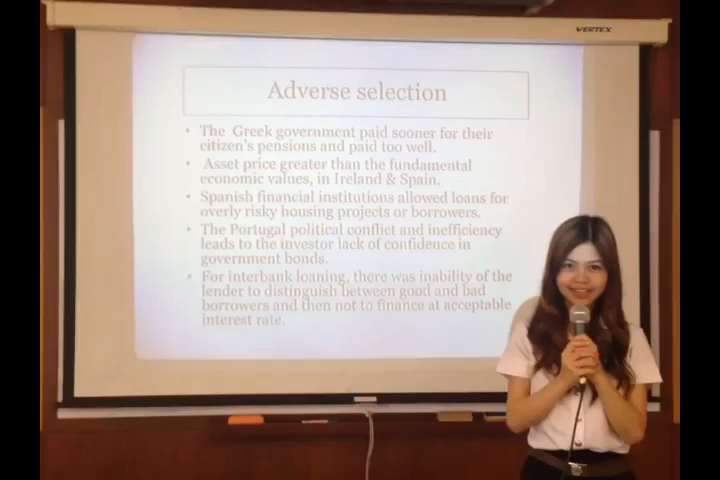 VERTEX
Adverse selection
• The Greek government paid sooner for their
citizen's pensions and paid too well.
• Asset price greater than the fundamental
economic values, in Ireland & Spain.
• Spanish financial institutions allowed loans for
overly risky housing projects or borrowers.
• The Portugal political conflict and inefficiency
leads to the investor lack of confidence in
government bonds.
• For interbank loaning, there was inability of the
lender to distinguish between good and bad
borrowers and then not to finance at acceptable
interest rate.